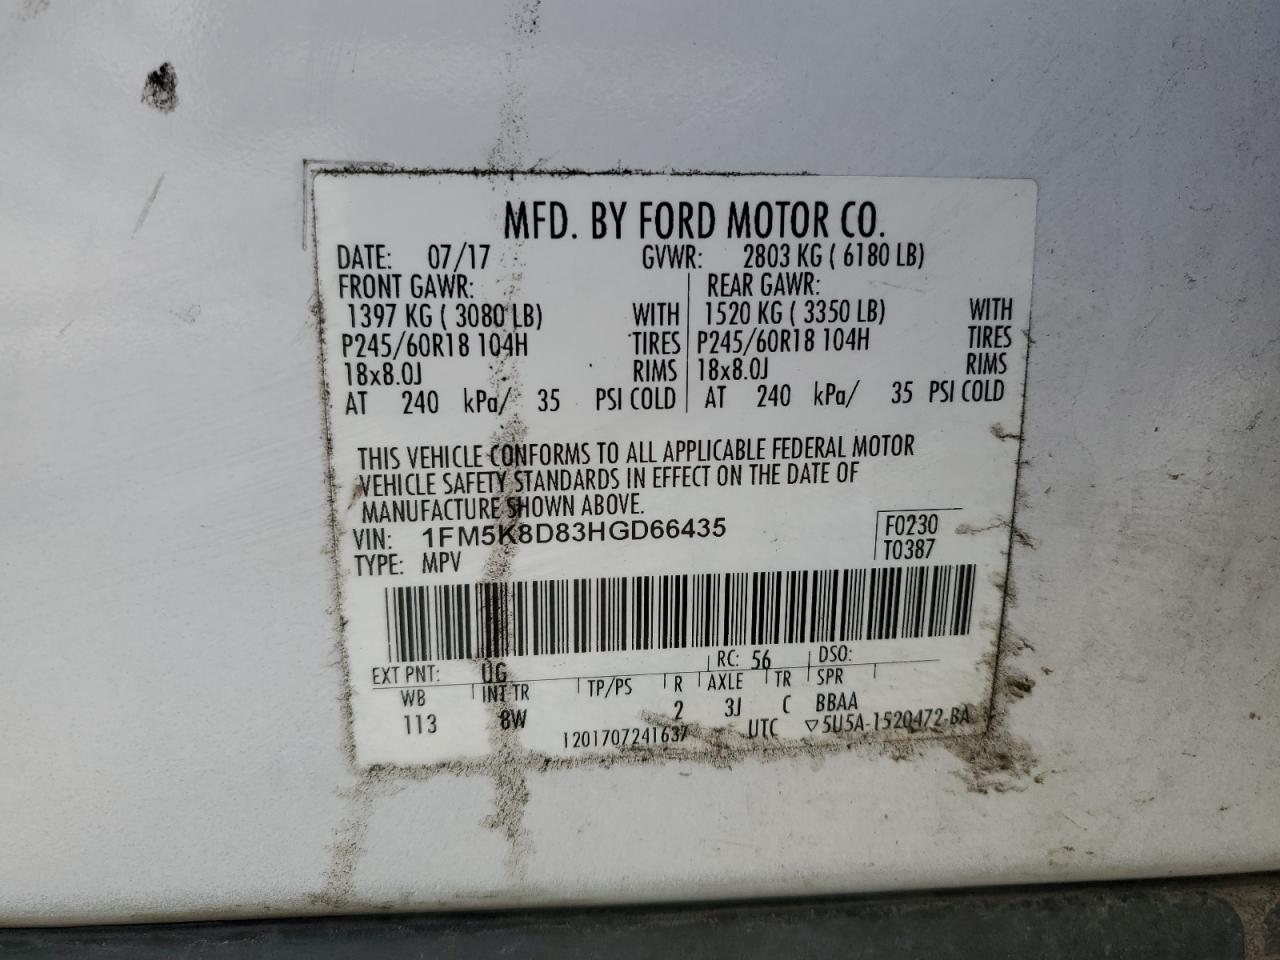 MFD. BY FORD MOTOR CO.
DATE: 07/17 GVWR: 2803 KG ( 6180 LB)
FRONT GAWR: REAR GAWR:
1397 KG ( 3080 LB) WITH 1520 KG ( 3350 LB) WITH
P245/60R18 104H TIRES P245/60R18 104H TIRES
18x8.0J RIMS 18x8.0J RIMS
AT 240 kPa/ 35 PSI COLD AT 240 kPa/ 35 PSI COLD
THIS VEHICLE CONFORMS TO ALL APPLICABLE FEDERAL MOTOR
VEHICLE SAFETY STANDARDS IN EFFECT ON THE DATE OF
MANUFACTURE SHOWN ABOVE.
VIN: 1FM5K8D83HGD66435 F0230
TYPE: MPV T0387
EXT PNT: UG RC: 56 DSO:
WB INT TR TP/PS R AXLE TR SPR
113 8W 2 3J C BBAA
1201707241637 UTC ▽5U5A-1520472-BA